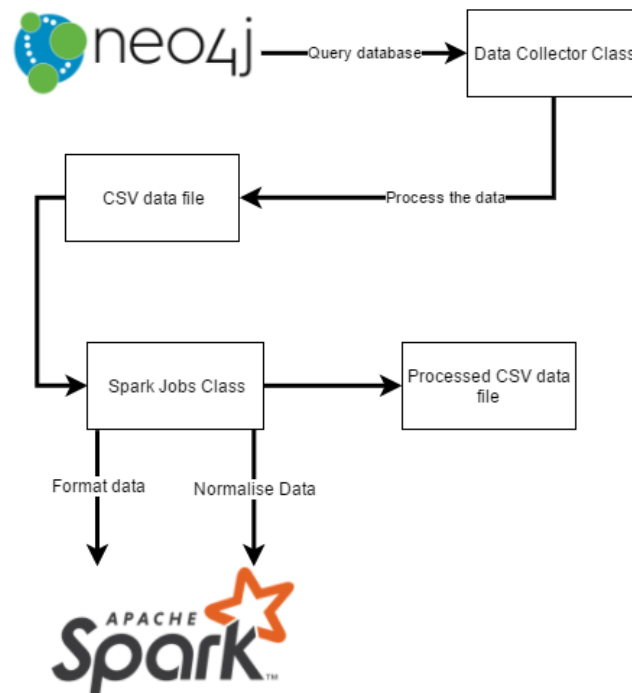 neo4j
Query database
Data Collector Class
CSV data file
Process the data
Spark Jobs Class
Processed CSV data
file
Format data
Normalise Data
APACHE
Spark
TM